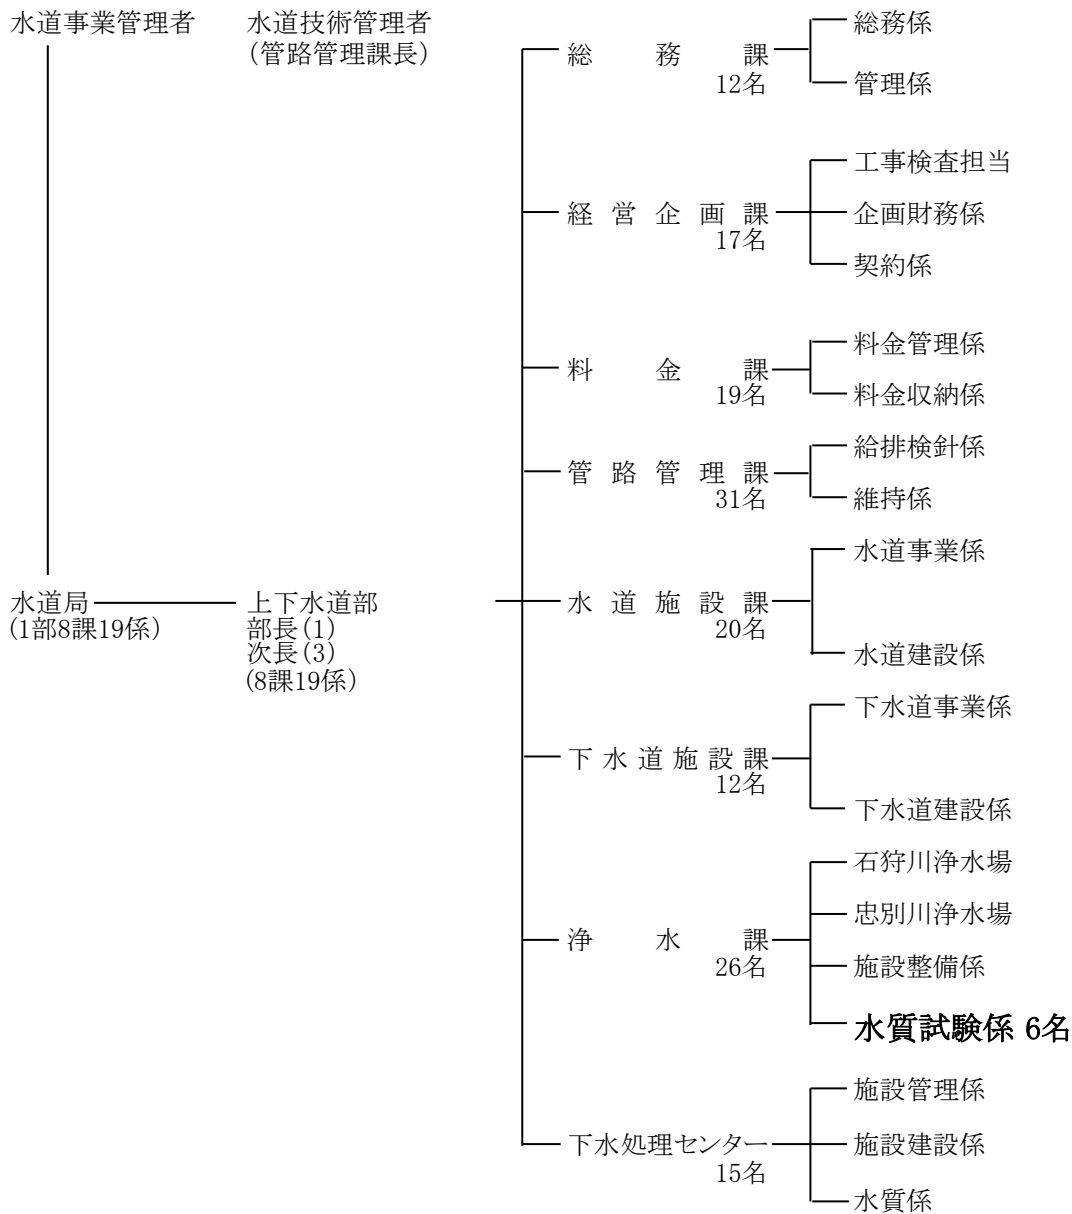 水道事業管理者
水道技術管理者
(管路管理課長)
総務課
12名
総務係
管理係
経営企画課
17名
工事検査担当
企画財務係
契約係
料金課
19名
料金管理係
料金収納係
管路管理課
31名
給排検針係
維持係
水道局
(1部8課19係)
上下水道部
部長(1)
次長(3)
(8課19係)
水道施設課
20名
水道事業係
水道建設係
下水道施設課
12名
下水道事業係
下水道建設係
浄水課
26名
石狩川浄水場
忠別川浄水場
施設整備係
水質試験係 6名
下水処理センター
15名
施設管理係
施設建設係
水質係